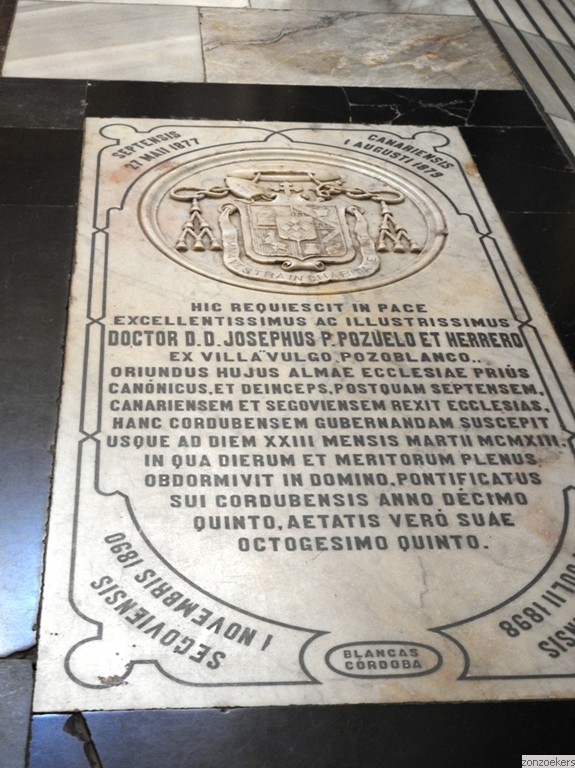 SEPTENSIS
27 MAII 1877
CANARIENSIS
1 AUGUSTI 1879
HIC REQUIESCIT IN PACE
EXCELLENTISSIMUS AC ILLUSTRISSIMUS
DOCTOR D.D. JOSEPHUS P. POZUELO ET HERRERO
EX VILLA "VULGO, POZOBLANCO..
ORIUNDUS HUJUS ALMAE ECCLESIAE PRIÚS
CANÓNICUS, ET DEINCEPS, POSTQUAM SEPTENSEM,
CANARIENSEM ET SEGOVIENSEM REXIT ECCLESIAS,
HANC CORDUBENSEM GUBERNANDAM SUSCEPIT
USQUE AD DIEM XXIII MENSIS MARTII MCMXIII.
IN QUA DIERUM ET MERITORUM PLENUS
OBDORMIVIT IN DOMINO, PONTIFICATUS
SUI CORDUBENSIS ANNO DÉCIMO
QUINTO, AETATIS VERÓ SUAE
OCTOGESIMO QUINTO.
SEGOVIENSIS
1 NOVEMBRIS 1890
1898
BLANCAS
CÓRDOBA
zonzoekers